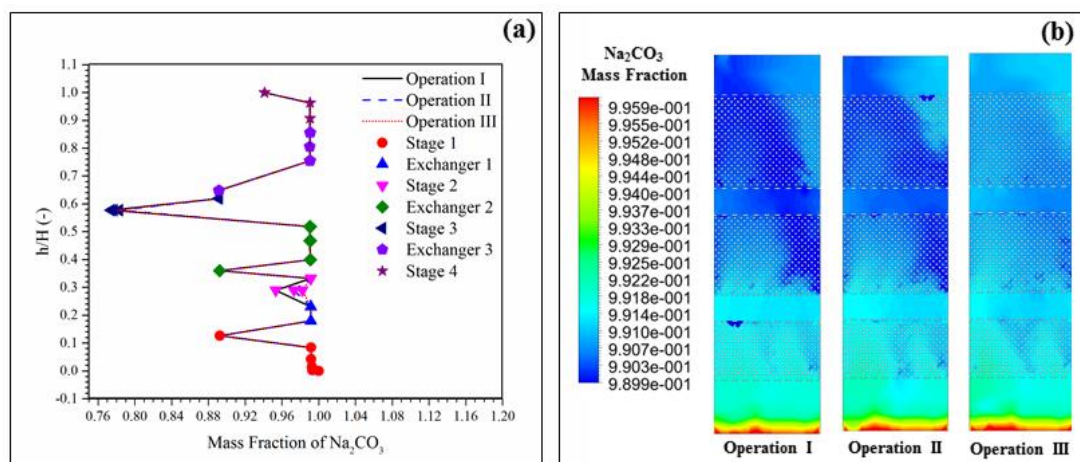 (a)
1.1
1.0
0.9
0.8
0.7
0.6
0.5
0.4
0.3
0.2
0.1
0.0
-0.1
h/H (-)
Operation I
Operation II
Operation III
Stage 1
Exchanger 1
Stage 2
Exchanger 2
Stage 3
Exchanger 3
Stage 4
0.76 0.80 0.84 0.88 0.92 0.96 1.00 1.04 1.08 1.12 1.16 1.20
Mass Fraction of Na₂CO₃
(b)
Na₂CO₃
Mass Fraction
9.959e-001
9.955e-001
9.952e-001
9.948e-001
9.944e-001
9.940e-001
9.937e-001
9.933e-001
9.929e-001
9.925e-001
9.922e-001
9.918e-001
9.914e-001
9.910e-001
9.907e-001
9.903e-001
9.899e-001
Operation I Operation II Operation III